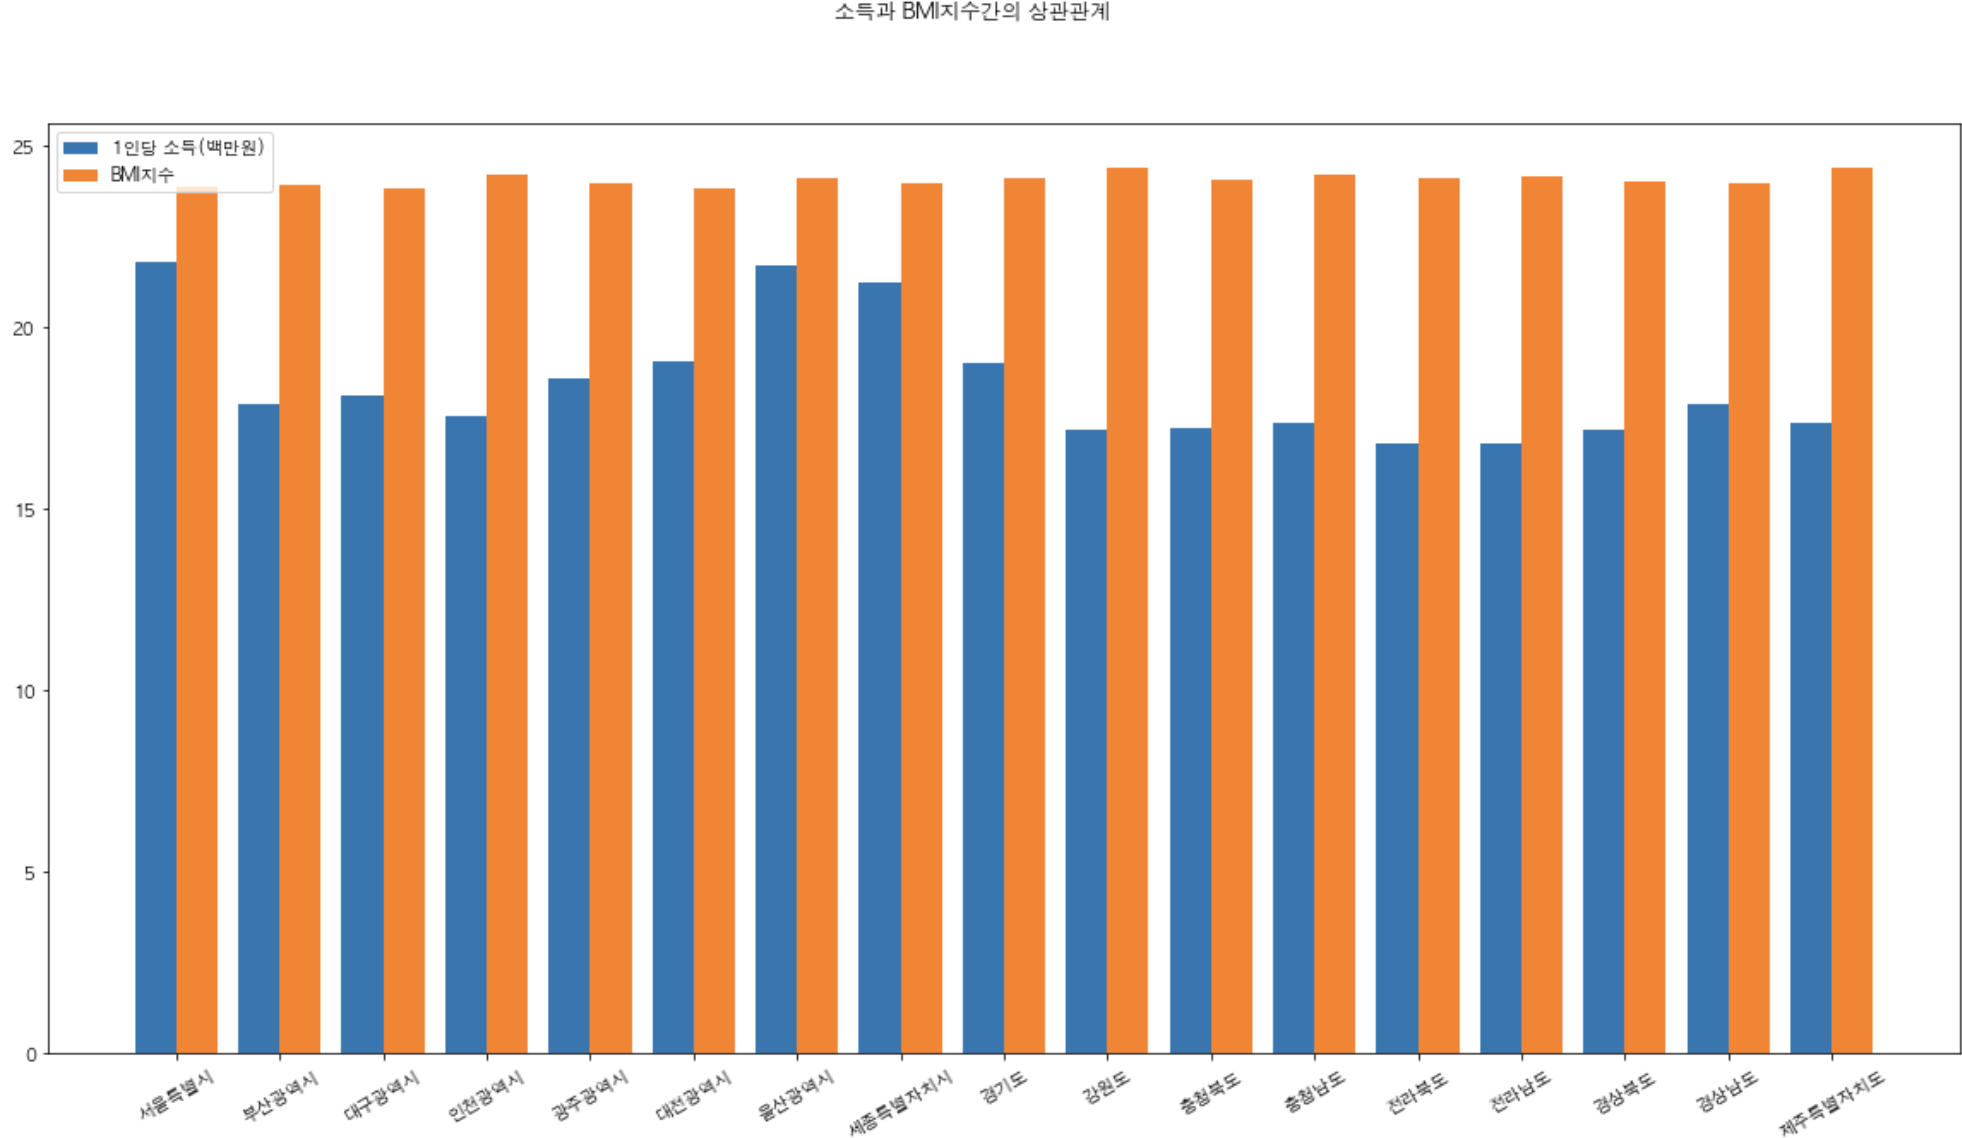 소득과 BMI지수간의 상관관계
1인당 소득(백만원)
BMI지수
25
20
15
10
5
0
서울특별시
부산광역시
대구광역시
인천광역시
광주광역시
대전광역시
울산광역시
세종특별자치시
경기도
강원도
충청북도
충청남도
전라북도
전라남도
경상북도
경상남도
제주특별자치도